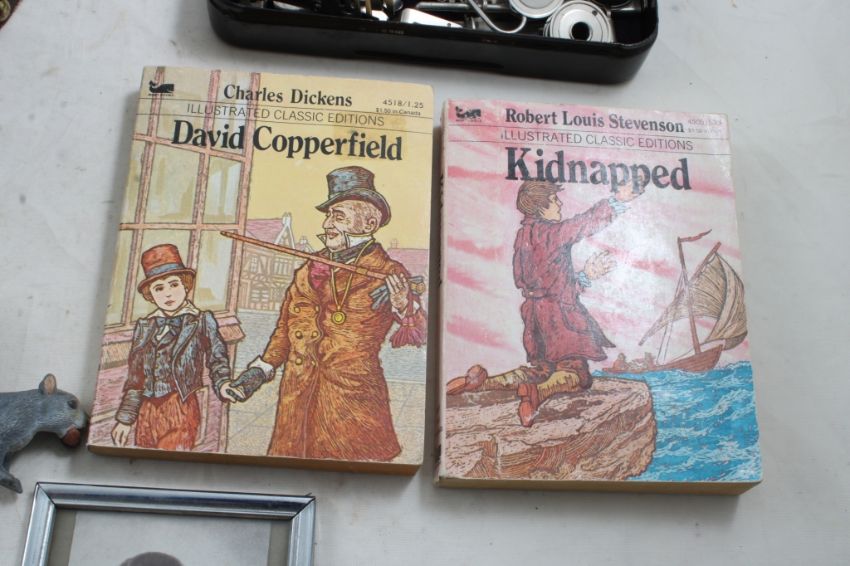 Charles Dickens
4518/1.25
$1.50 in Canada
ILLUSTRATED CLASSIC EDITIONS
David Copperfield
Robert Louis Stevenson
ILLUSTRATED CLASSIC EDITIONS
Kidnapped